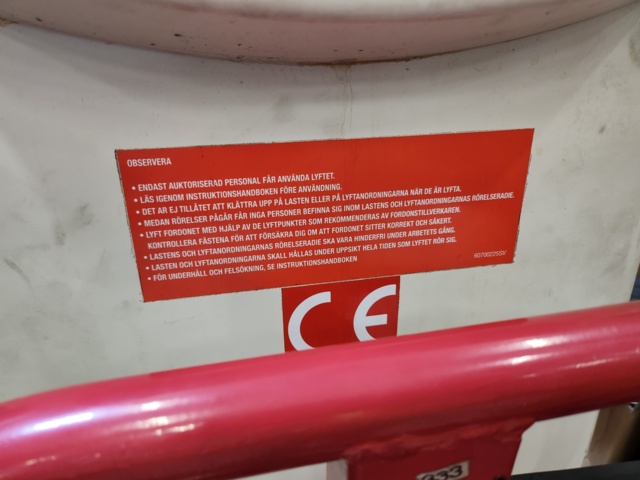 OBSERVERA
• ENDAST AUKTORISERAD PERSONAL FÅR ANVÄNDA LYFTET.
• LÄS IGENOM INSTRUKTIONSHANDBOKEN FÖRE ANVÄNDNING.
• DET ÄR EJ TILLÅTET ATT KLÄTTRA UPP PÅ LASTEN ELLER PÅ LYFTANORDNINGARNA NÄR DE ÄR LYFTA.
• MEDAN RÖRELSER PÅGÅR FÅR INGA PERSONER BEFINNA SIG INOM LASTENS OCH LYFTANORDNINGARNAS RÖRELSERADIE.
• LYFT FORDONET MED HJÄLP AV DE LYFTPUNKTER SOM REKOMMENDERAS AV FORDONSTILLVERKAREN.
KONTROLLERA FÄSTENA FÖR ATT FÖRSÄKRA DIG OM ATT FORDONET SITTER KORREKT OCH SÄKERT.
• LASTENS OCH LYFTANORDNINGARNAS RÖRELSERADIE SKA VARA HINDERFRI UNDER ARBETETS GÅNG.
• LASTEN OCH LYFTANORDNINGARNA SKALL HÅLLAS UNDER UPPSIKT HELA TIDEN SOM LYFTET RÖR SIG.
• FÖR UNDERHÅLL OCH FELSÖKNING, SE INSTRUKTIONSHANDBOKEN
CE